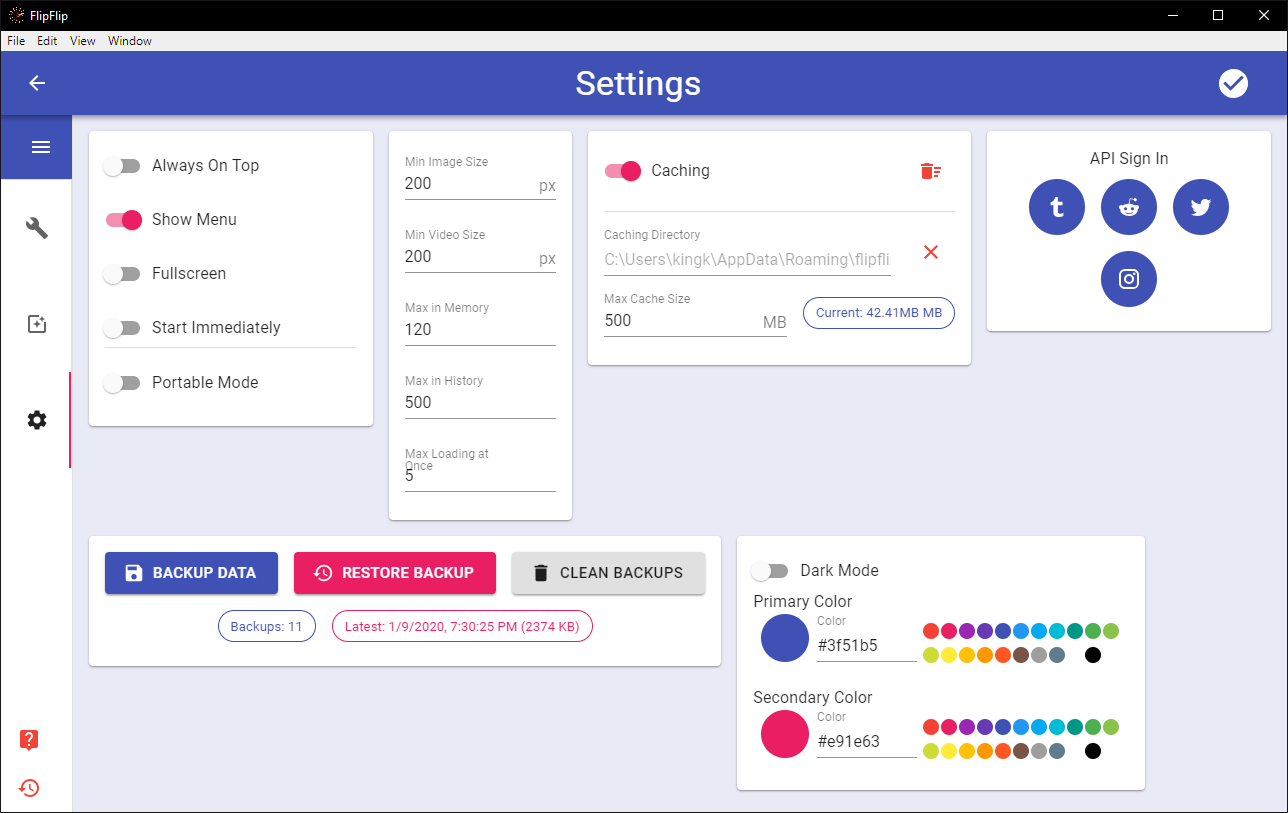 FlipFlip
File Edit View Window
Settings
Always On Top
Show Menu
Fullscreen
Start Immediately
Portable Mode
Min Image Size
200 px
Min Video Size
200 px
Max in Memory
120
Max in History
500
Max Loading at
Once
5
Caching
Caching Directory
C:\Users\kingk\AppData\Roaming\flipfli
Max Cache Size
500 MB
Current: 42.41MB MB
API Sign In
BACKUP DATA
RESTORE BACKUP
CLEAN BACKUPS
Backups: 11
Latest: 1/9/2020, 7:30:25 PM (2374 KB)
Dark Mode
Primary Color
Color
#3f51b5
Secondary Color
Color
#e91e63